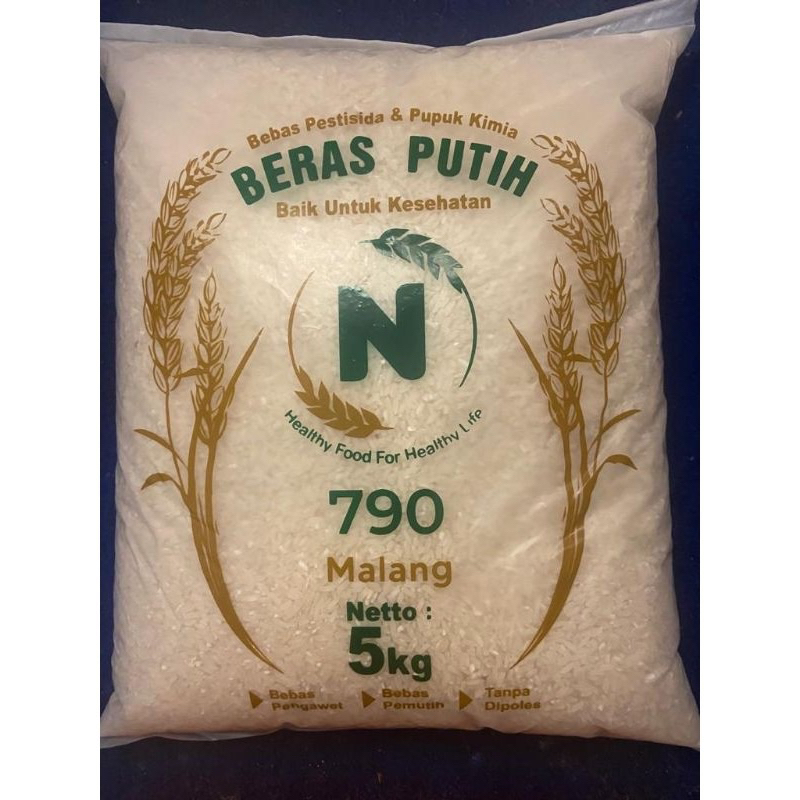 Bebas Pestisida & Pupuk Kimia
BERAS PUTIH
Baik Untuk Kesehatan
N
Healthy Food For Healthy Life
790
Malang
Netto :
5kg
Bebas Pengawet
Bebas Pemutih
Tanpa Dipoles